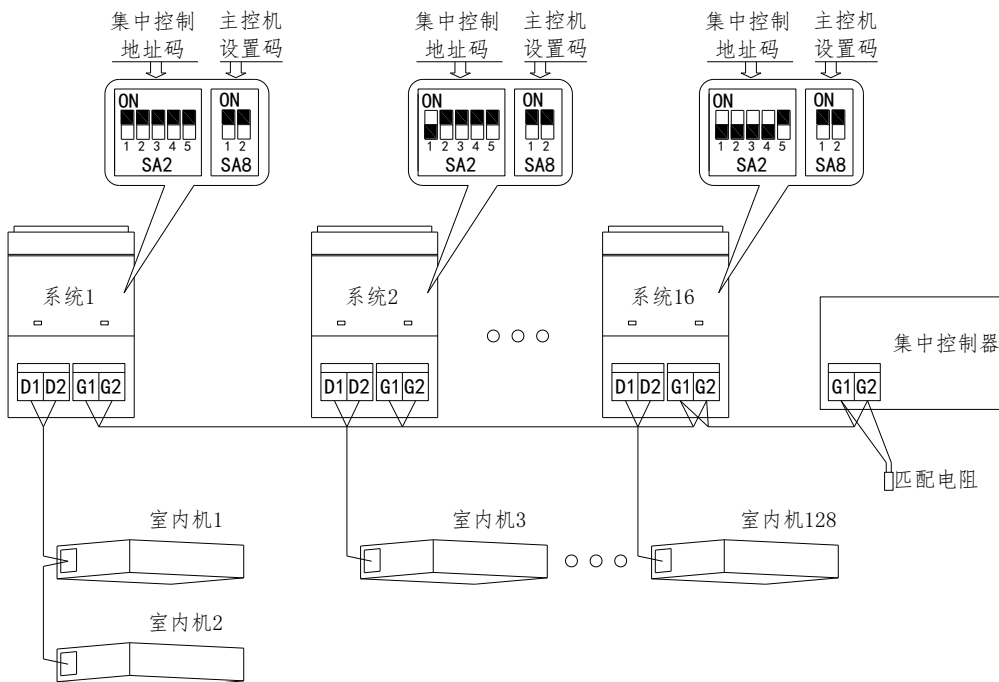 集中控制
地址码
主控机
设置码
集中控制
地址码
主控机
设置码
集中控制
地址码
主控机
设置码
ON
1 2 3 4 5
SA2
ON
1 2
SA8
ON
1 2 3 4 5
SA2
ON
1 2
SA8
ON
1 2 3 4 5
SA2
ON
1 2
SA8
系统1
系统2
系统16
集中控制器
D1 D2 G1 G2
D1 D2 G1 G2
D1 D2 G1 G2
G1 G2
匹配电阻
室内机1
室内机3
室内机128
室内机2